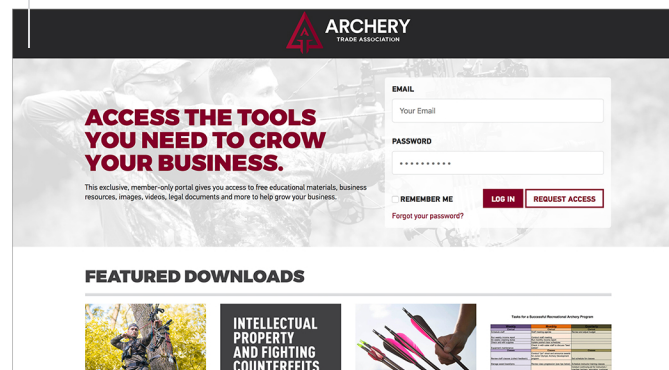 ARCHERY
TRADE ASSOCIATION
ACCESS THE TOOLS
YOU NEED TO GROW
YOUR BUSINESS.
This exclusive, member-only portal gives you access to free educational materials, business
resources, images, videos, legal documents and more to help grow your business.
EMAIL
Your Email
PASSWORD
REMEMBER ME
LOG IN
REQUEST ACCESS
Forgot your password?
FEATURED DOWNLOADS
INTELLECTUAL
PROPERTY
AND FIGHTING
COUNTERFEITS
Tasks for a Successful Recreational Archery Program